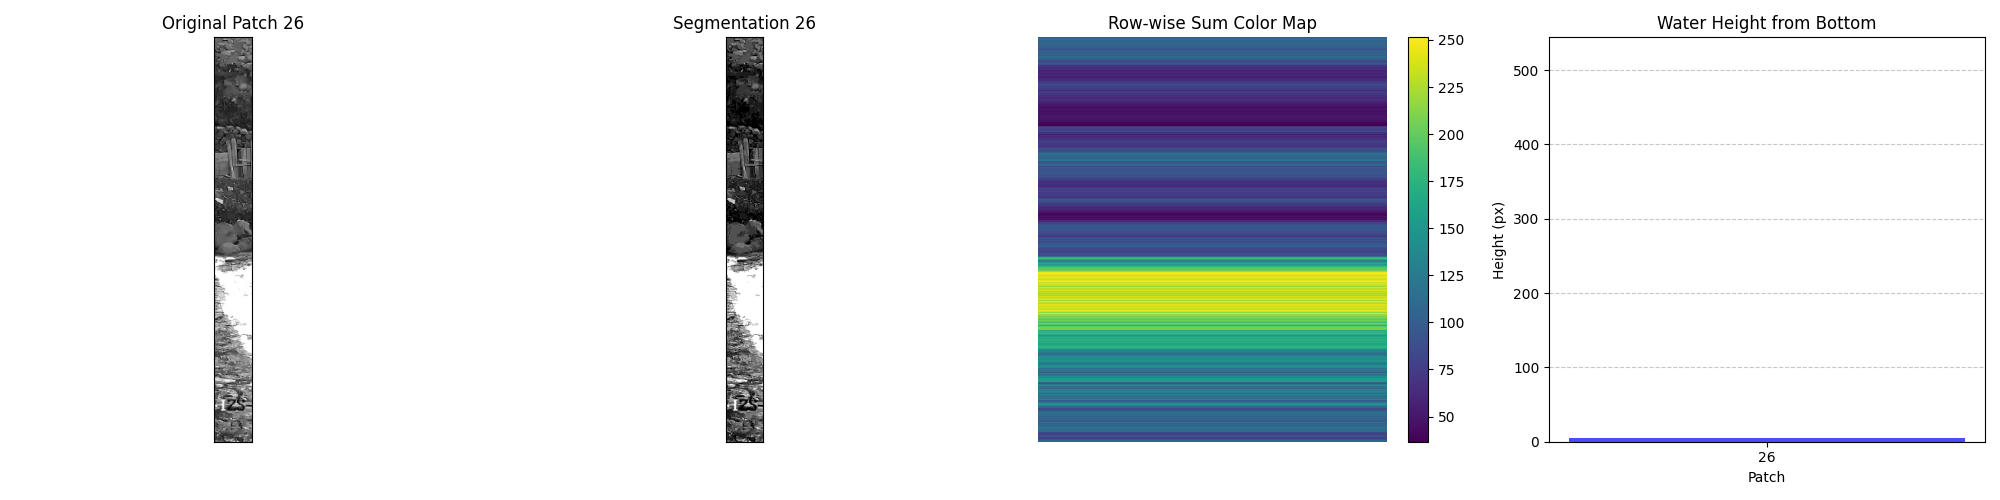 Original Patch 26
Segmentation 26
Row-wise Sum Color Map
Water Height from Bottom
250
225
200
175
150
125
100
75
50
Height (px)
500
400
300
200
100
0
26
Patch